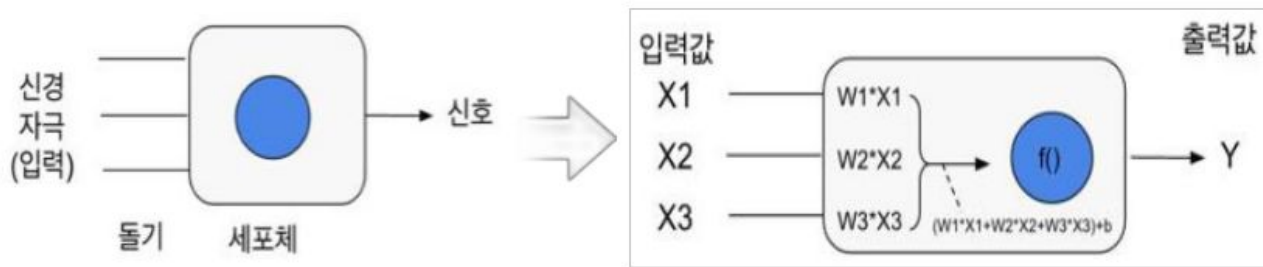 신경
자극
(입력)
돌기
세포체
신호
입력값
출력값
X1
X2
X3
W1*X1
W2*X2
W3*X3
(W1*X1+W2*X2+W3*X3)+b
f()
Y